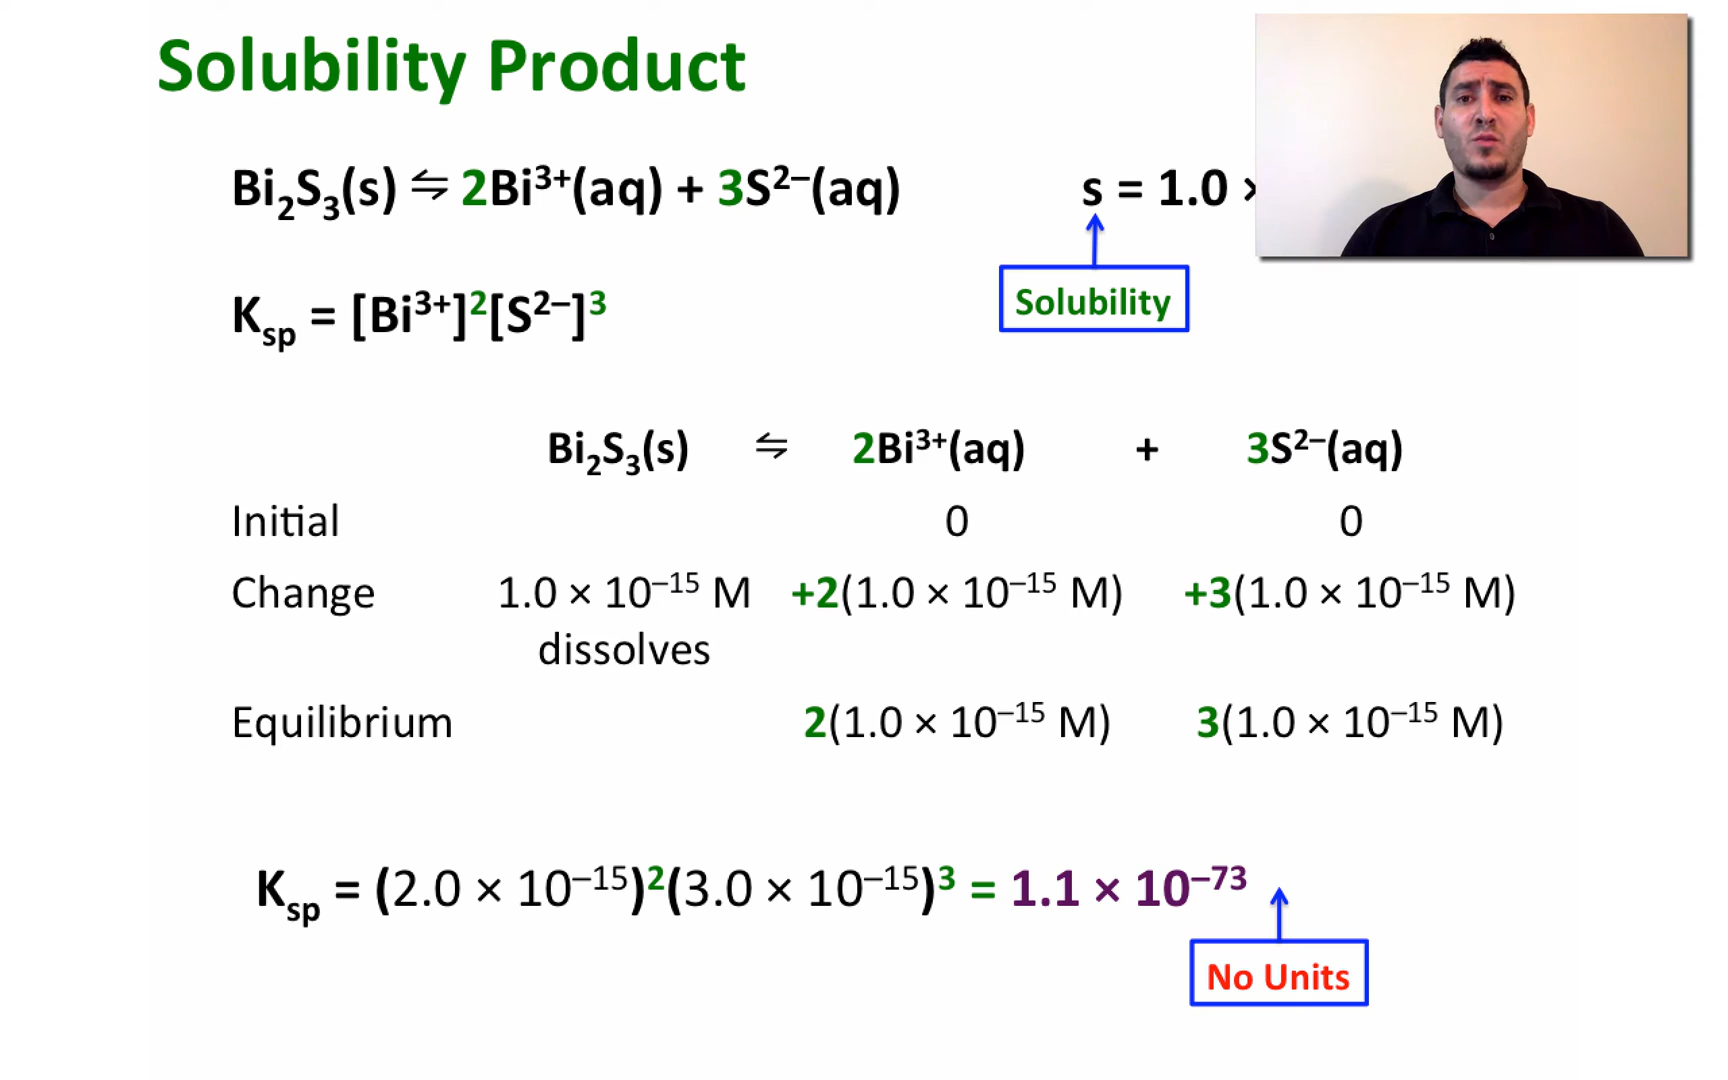 Solubility Product
Bi₂S₃(s) ⇋ 2Bi³⁺(aq) + 3S²⁻(aq) s = 1.0 ×
Solubility
Kₛₚ = [Bi³⁺]²[S²⁻]³
Bi₂S₃(s) ⇋ 2Bi³⁺(aq) + 3S²⁻(aq)
Initial 0 0
Change 1.0 × 10⁻¹⁵ M +2(1.0 × 10⁻¹⁵ M) +3(1.0 × 10⁻¹⁵ M)
dissolves
Equilibrium 2(1.0 × 10⁻¹⁵ M) 3(1.0 × 10⁻¹⁵ M)
Kₛₚ = (2.0 × 10⁻¹⁵)²(3.0 × 10⁻¹⁵)³ = 1.1 × 10⁻⁷³
No Units